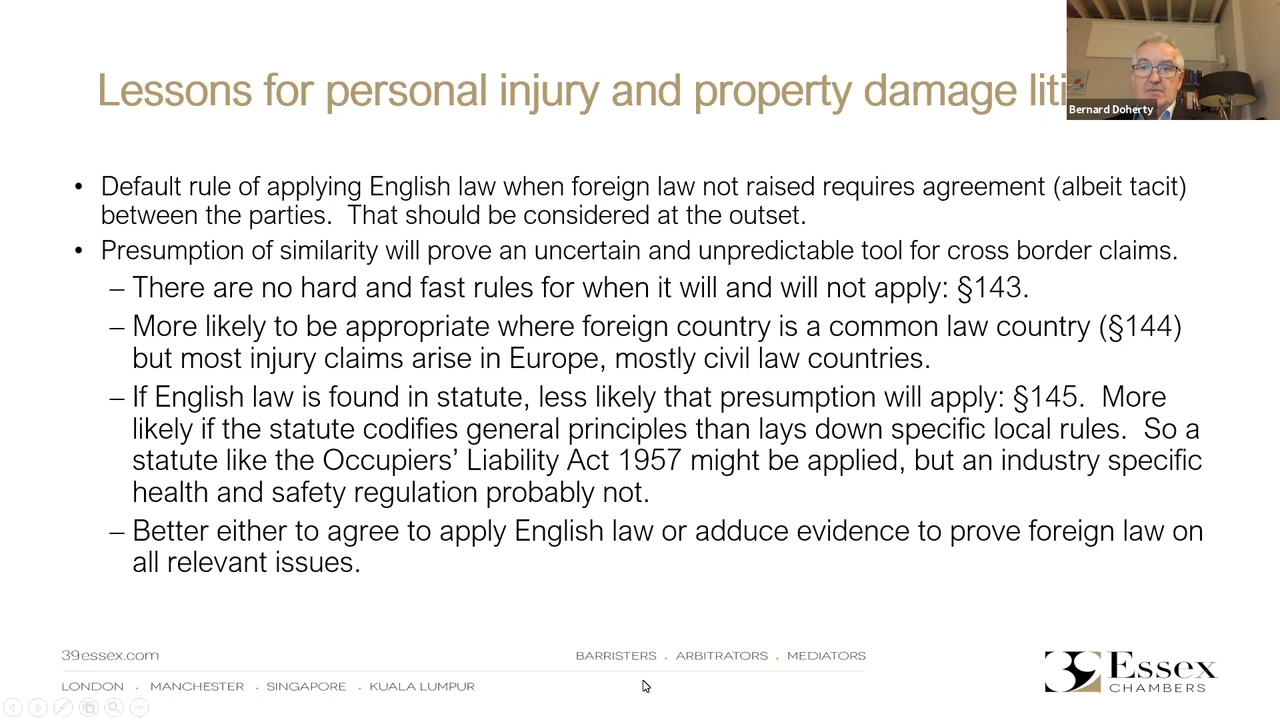 Lessons for personal injury and property damage liti
Bernard Doherty
• Default rule of applying English law when foreign law not raised requires agreement (albeit tacit)
between the parties.  That should be considered at the outset.
• Presumption of similarity will prove an uncertain and unpredictable tool for cross border claims.
– There are no hard and fast rules for when it will and will not apply: §143.
– More likely to be appropriate where foreign country is a common law country (§144)
but most injury claims arise in Europe, mostly civil law countries.
– If English law is found in statute, less likely that presumption will apply: §145.  More
likely if the statute codifies general principles than lays down specific local rules.  So a
statute like the Occupiers’ Liability Act 1957 might be applied, but an industry specific
health and safety regulation probably not.
– Better either to agree to apply English law or adduce evidence to prove foreign law on
all relevant issues.
39essex.com
BARRISTERS . ARBITRATORS . MEDIATORS
LONDON . MANCHESTER . SINGAPORE . KUALA LUMPUR
39 Essex
CHAMBERS